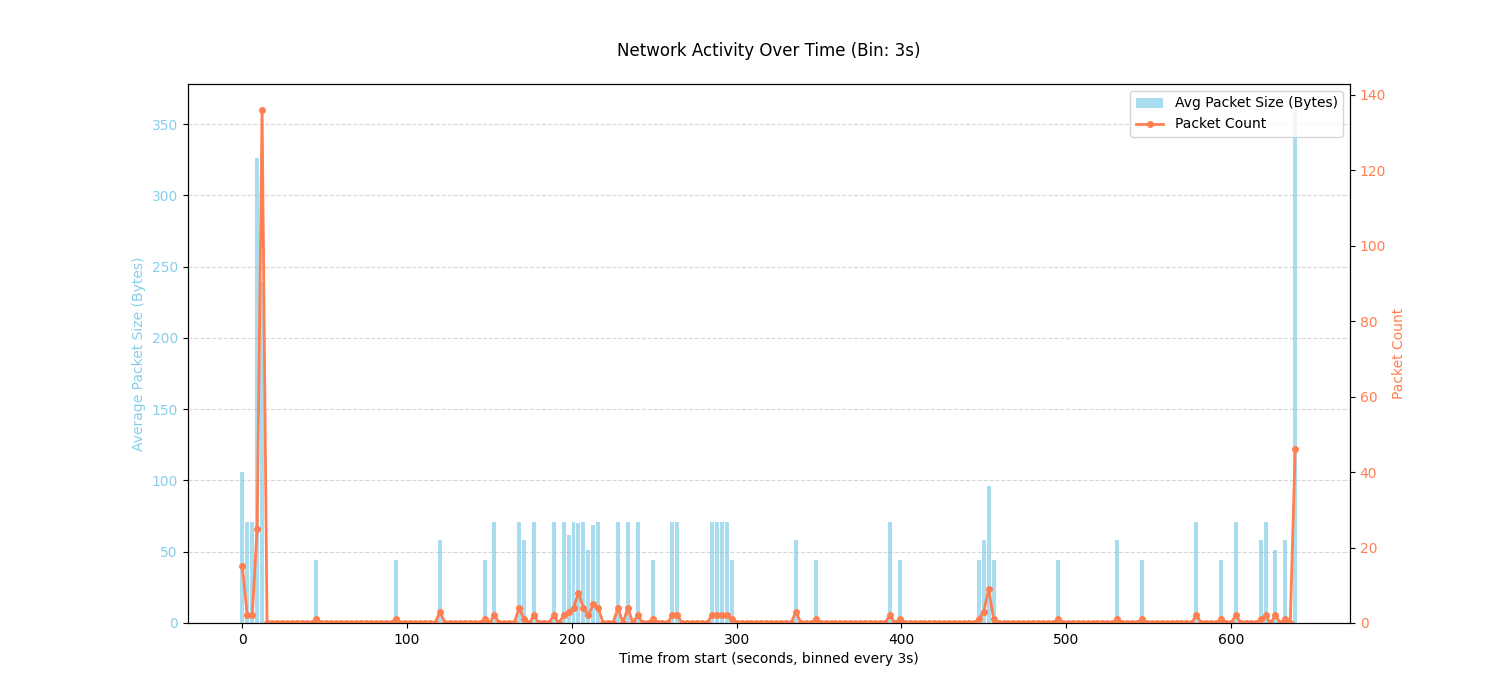 Network Activity Over Time (Bin: 3s)
Avg Packet Size (Bytes)
Packet Count
350
300
250
200
150
100
50
0
Average Packet Size (Bytes)
140
120
100
80
60
40
20
0
Packet Count
0 100 200 300 400 500 600
Time from start (seconds, binned every 3s)